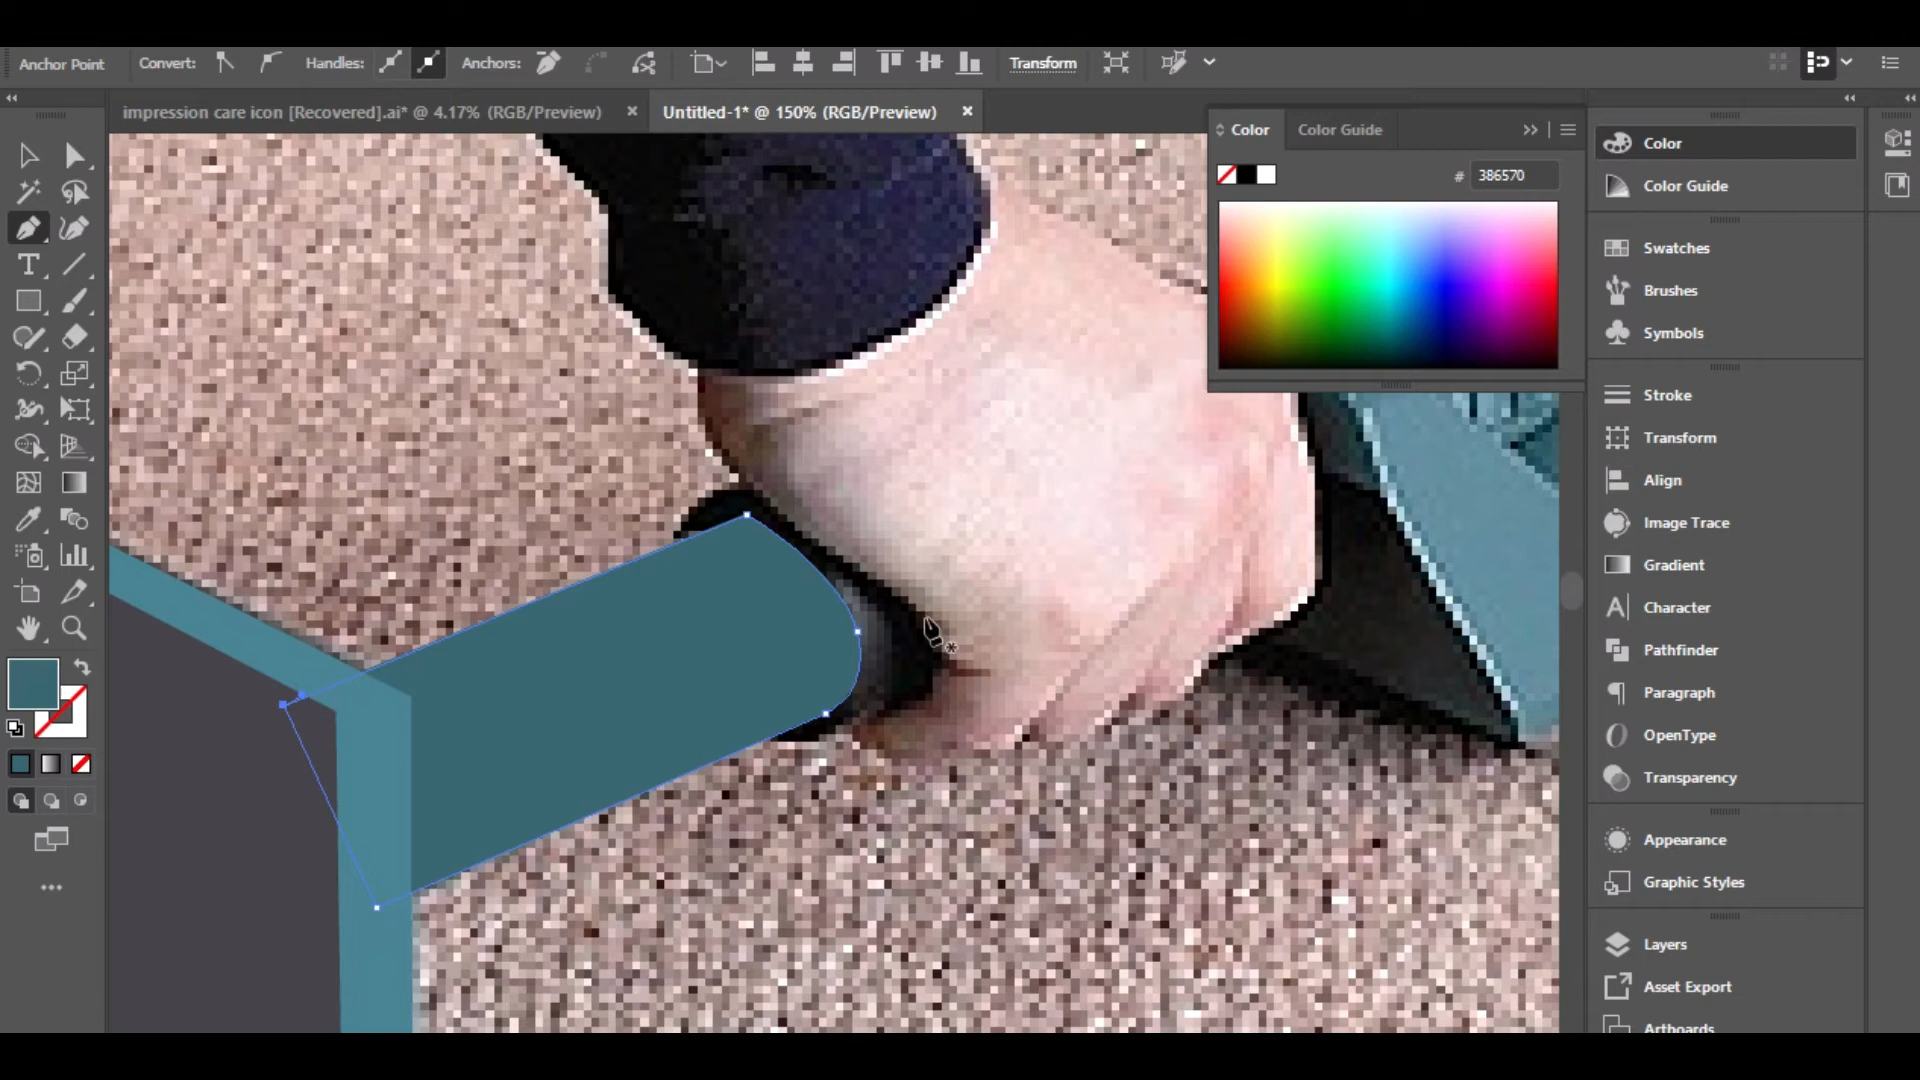 Anchor Point
Convert:
Handles:
Anchors:
Transform
impression care icon [Recovered].ai* @ 4.17% (RGB/Preview)
Untitled-1* @ 150% (RGB/Preview)
Color
Color Guide
# 386570
Color
Color Guide
Swatches
Brushes
Symbols
Stroke
Transform
Align
Image Trace
Gradient
Character
Pathfinder
Paragraph
OpenType
Transparency
Appearance
Graphic Styles
Layers
Asset Export
Artboards